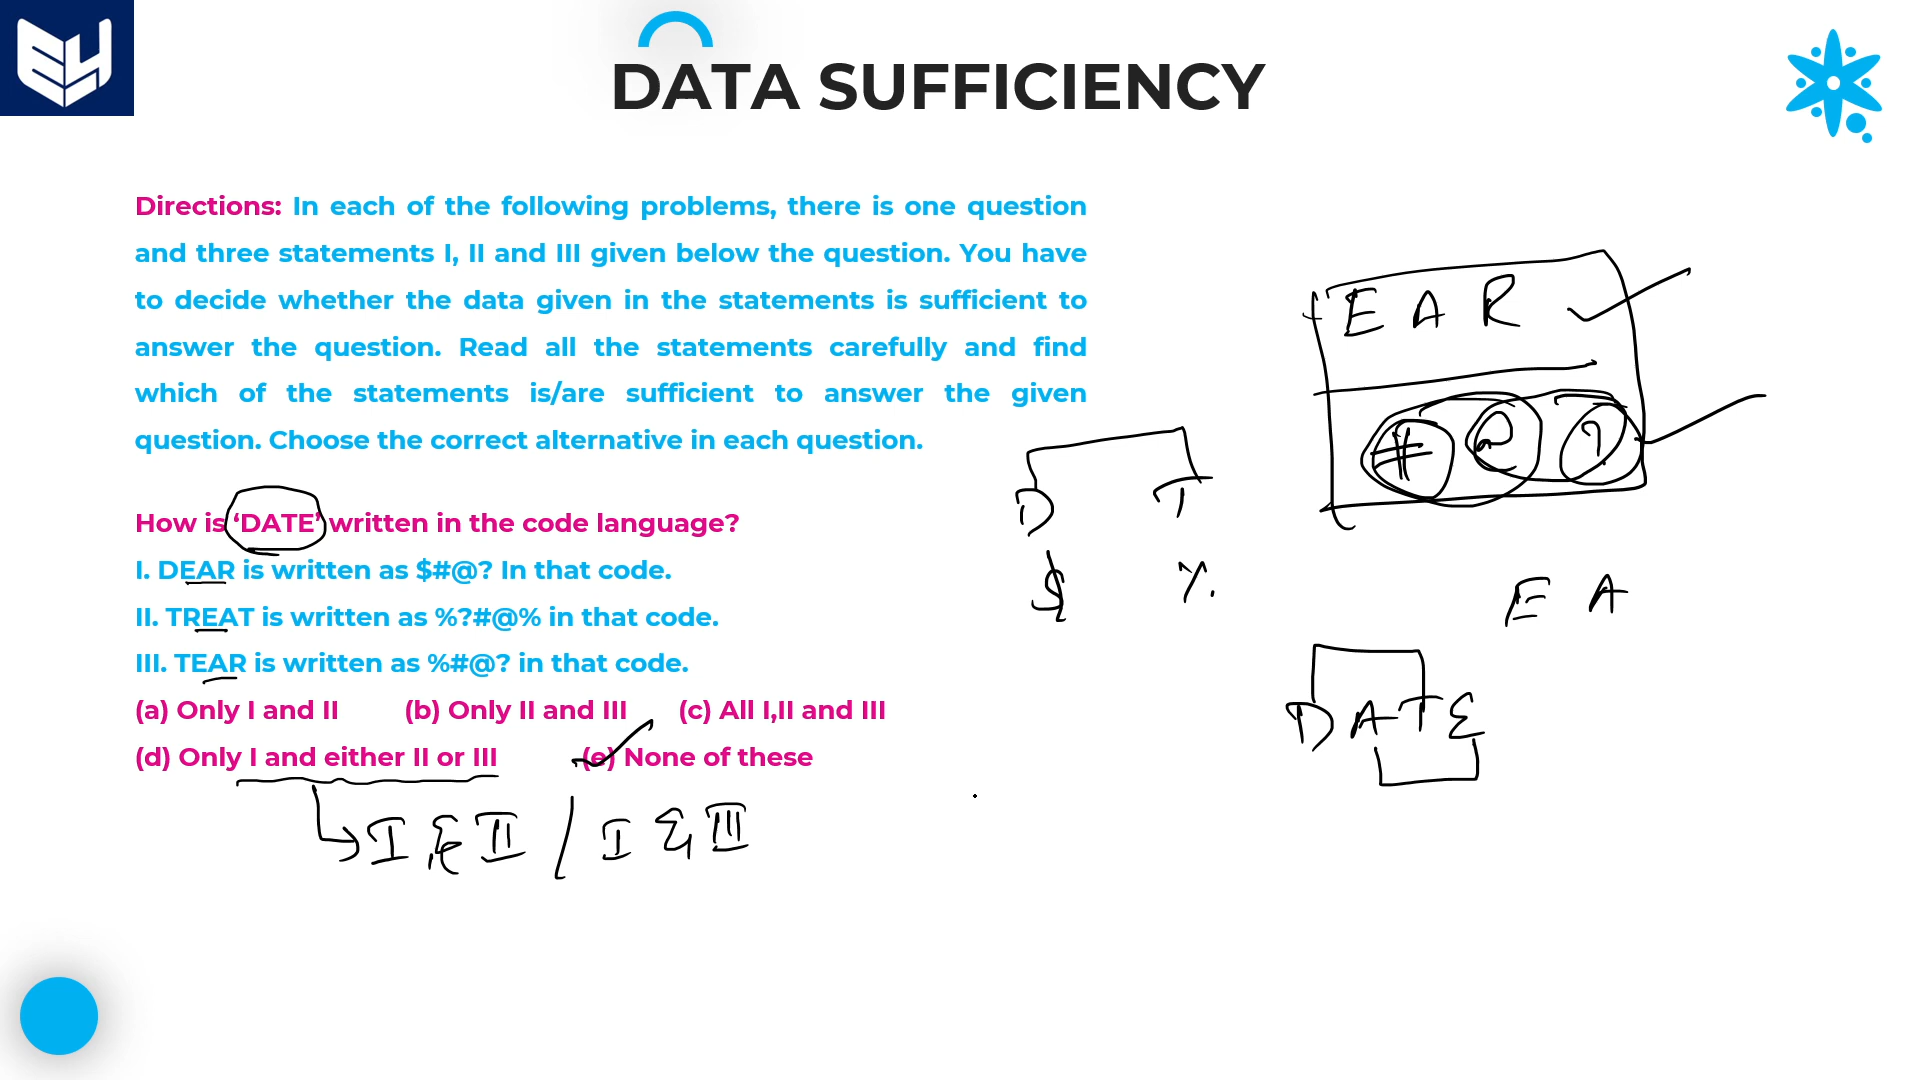 DATA SUFFICIENCY
Directions: In each of the following problems, there is one question
and three statements I, II and III given below the question. You have
to decide whether the data given in the statements is sufficient to
answer the question. Read all the statements carefully and find
which of the statements is/are sufficient to answer the given
question. Choose the correct alternative in each question.
How is ‘DATE’ written in the code language?
I. DEAR is written as $#@? In that code.
II. TREAT is written as %?#@% in that code.
III. TEAR is written as %#@? in that code.
(a) Only I and II (b) Only II and III (c) All I,II and III
(d) Only I and either II or III (e) None of these
I & II / I & III
E A R
# @ ?
D T
$ %
E A
D A T E